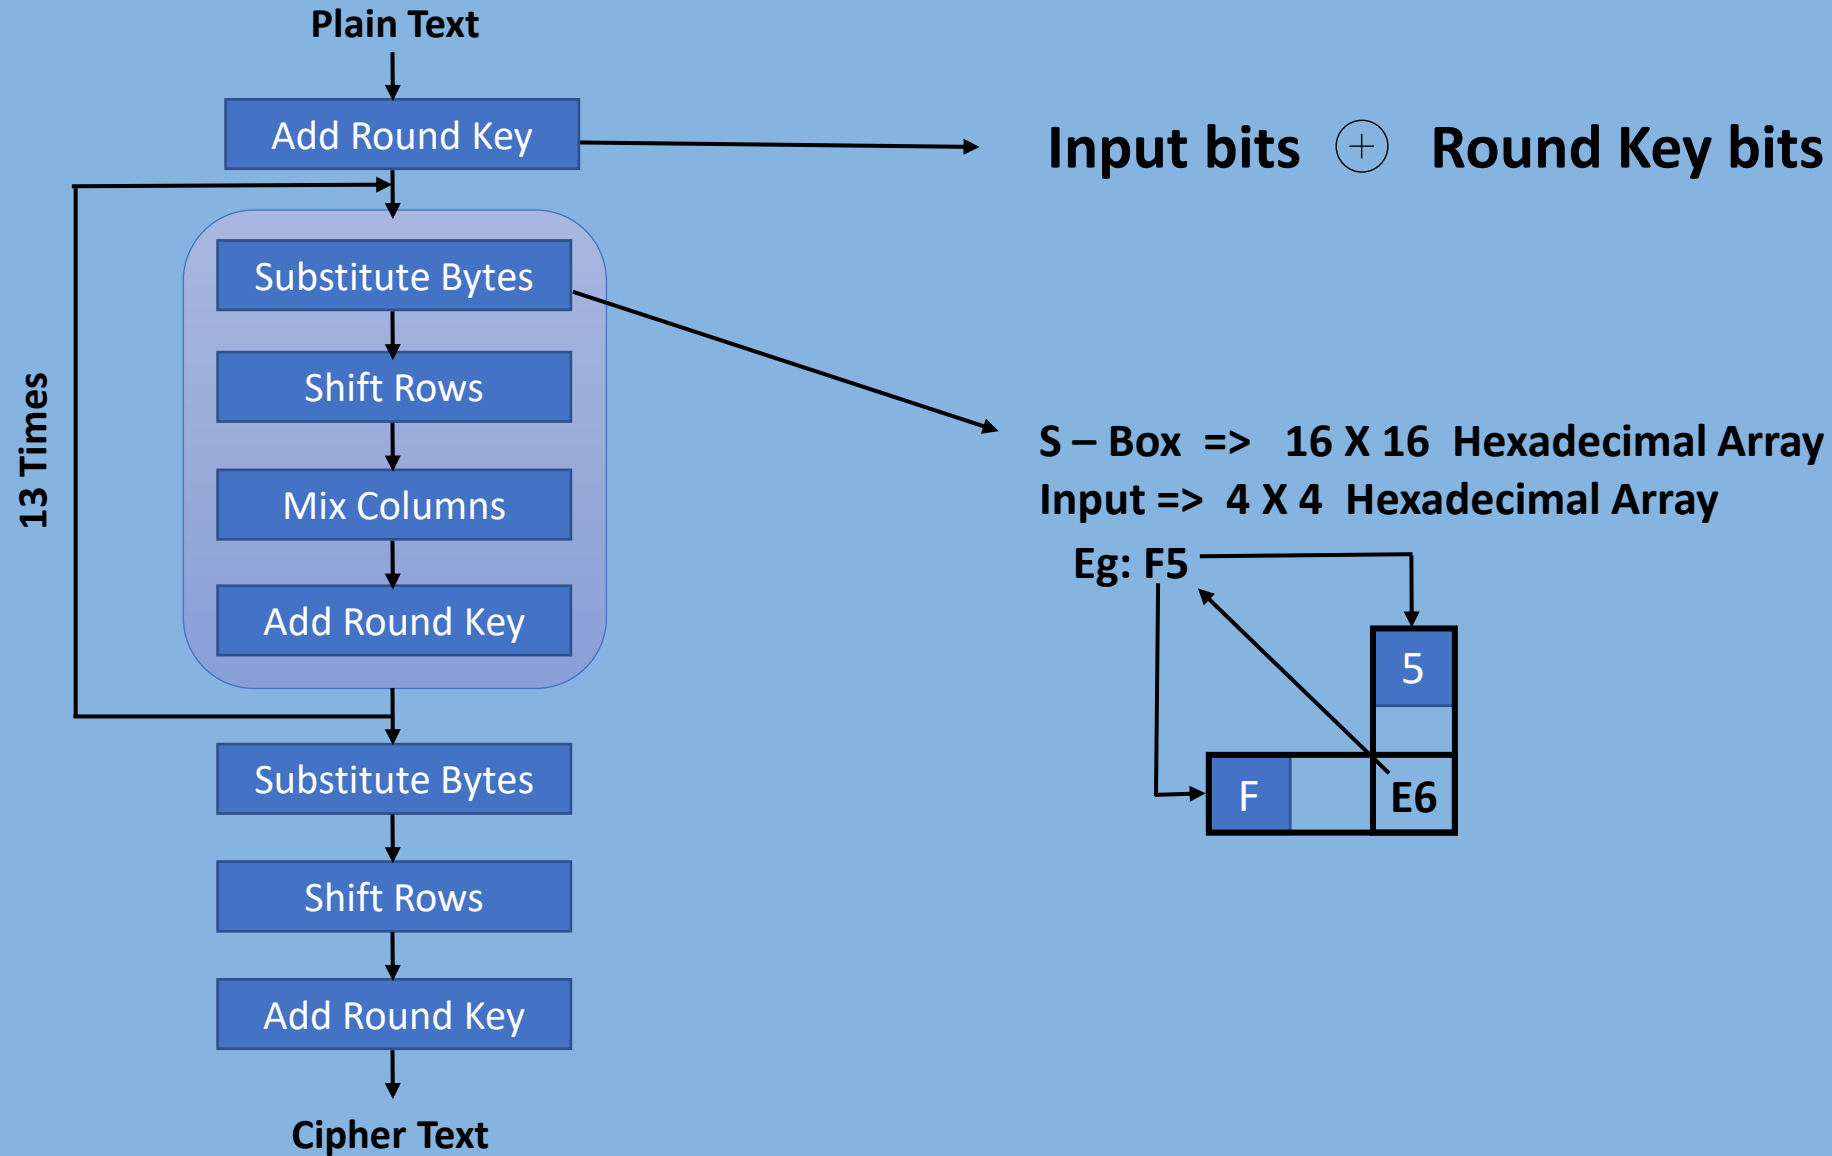 Plain Text
Add Round Key
Input bits ⊕ Round Key bits
Substitute Bytes
Shift Rows
Mix Columns
Add Round Key
13 Times
S – Box => 16 X 16 Hexadecimal Array
Input => 4 X 4 Hexadecimal Array
Eg: F5
5
F
E6
Substitute Bytes
Shift Rows
Add Round Key
Cipher Text